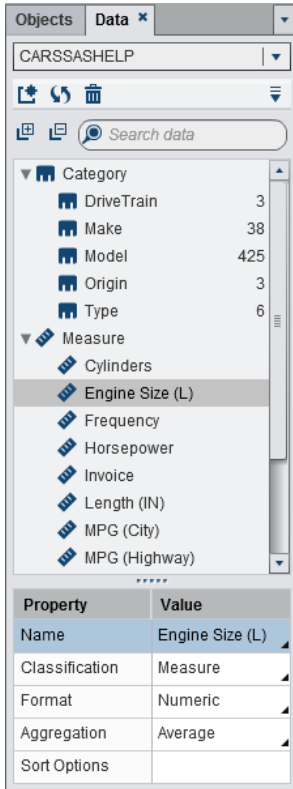 Objects Data ×
CARSSASHELP
Search data
Category
DriveTrain 3
Make 38
Model 425
Origin 3
Type 6
Measure
Cylinders
Engine Size (L)
Frequency
Horsepower
Invoice
Length (IN)
MPG (City)
MPG (Highway)
Property Value
Name Engine Size (L)
Classification Measure
Format Numeric
Aggregation Average
Sort Options